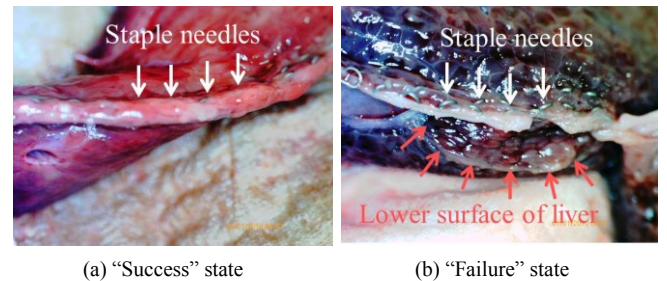 Staple needles
Staple needles
Lower surface of liver
(a) “Success” state
(b) “Failure” state